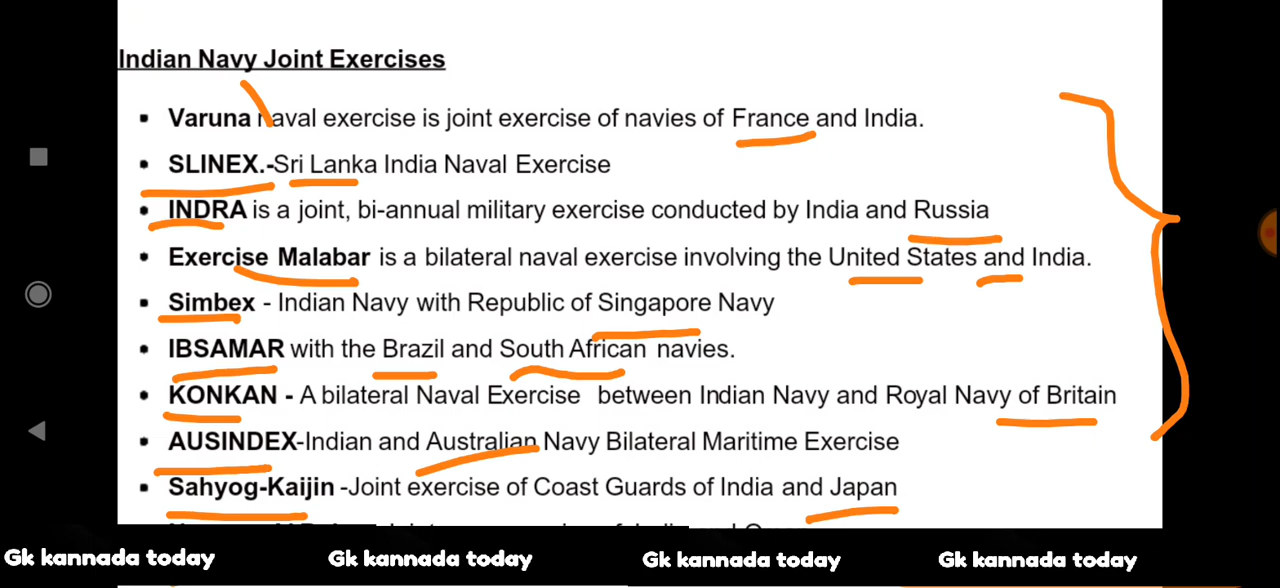 Indian Navy Joint Exercises
Varuna naval exercise is joint exercise of navies of France and India.
SLINEX.-Sri Lanka India Naval Exercise
INDRA is a joint, bi-annual military exercise conducted by India and Russia
Exercise Malabar is a bilateral naval exercise involving the United States and India.
Simbex - Indian Navy with Republic of Singapore Navy
IBSAMAR with the Brazil and South African navies.
KONKAN - A bilateral Naval Exercise between Indian Navy and Royal Navy of Britain
AUSINDEX-Indian and Australian Navy Bilateral Maritime Exercise
Sahyog-Kaijin -Joint exercise of Coast Guards of India and Japan
Gk kannada today Gk kannada today Gk kannada today Gk kannada today